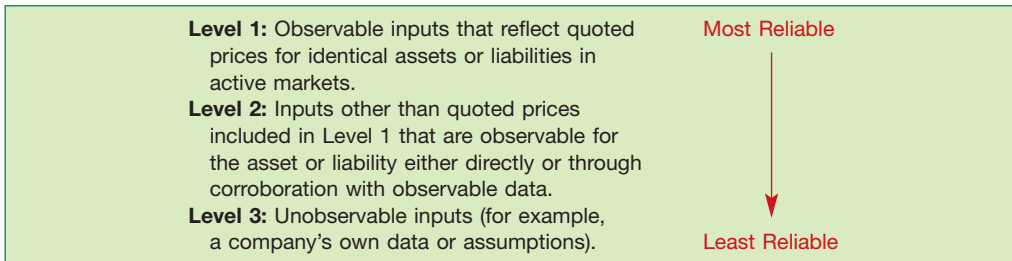 Level 1: Observable inputs that reflect quoted
prices for identical assets or liabilities in
active markets.
Level 2: Inputs other than quoted prices
included in Level 1 that are observable for
the asset or liability either directly or through
corroboration with observable data.
Level 3: Unobservable inputs (for example,
a company's own data or assumptions).
Most Reliable
Least Reliable